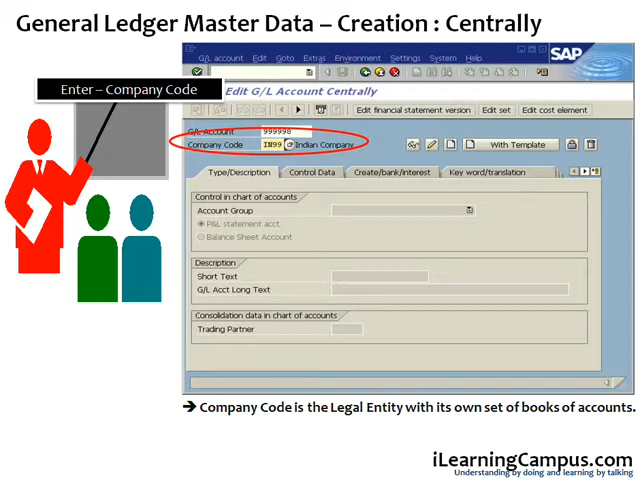 General Ledger Master Data – Creation : Centrally
G/L account Edit Goto Extras Environment Settings System Help
SAP
Enter – Company Code
Edit G/L Account Centrally
Edit financial statement version Edit set Edit cost element
G/L Account 999998
Company Code IN99 Indian Company
With Template
Type/Description Control Data Create/bank/interest Key word/translation
Control in chart of accounts
Account Group
P&L statement acct
Balance Sheet Account
Description
Short Text
G/L Acct Long Text
Consolidation data in chart of accounts
Trading Partner
➔ Company Code is the Legal Entity with its own set of books of accounts.
iLearningCampus.com
Understanding by doing and learning by talking